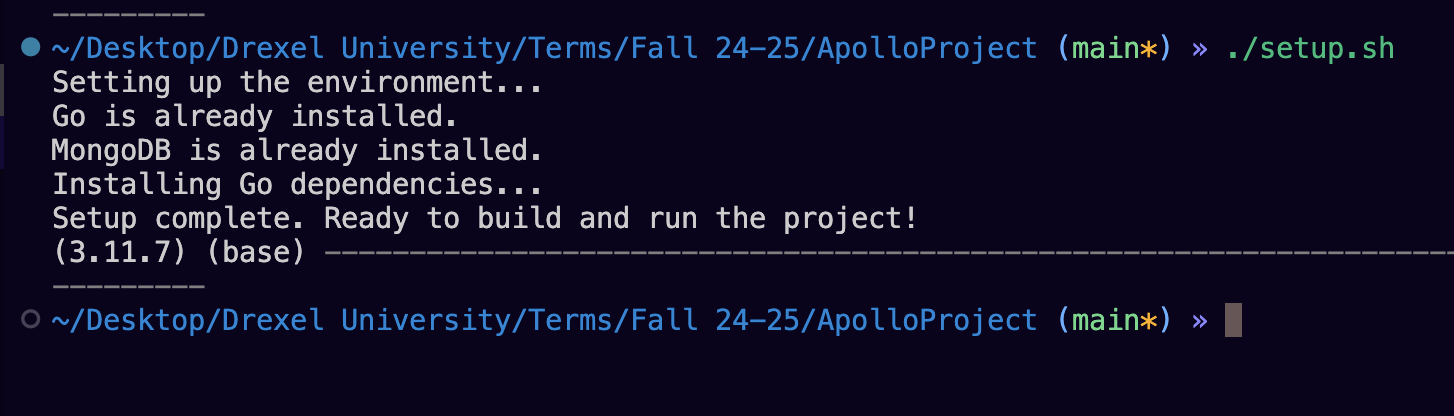 ---------
~/Desktop/Drexel University/Terms/Fall 24-25/ApolloProject (main*) » ./setup.sh
Setting up the environment...
Go is already installed.
MongoDB is already installed.
Installing Go dependencies...
Setup complete. Ready to build and run the project!
(3.11.7) (base) ------------------------------------------------------------------
---------
~/Desktop/Drexel University/Terms/Fall 24-25/ApolloProject (main*) »